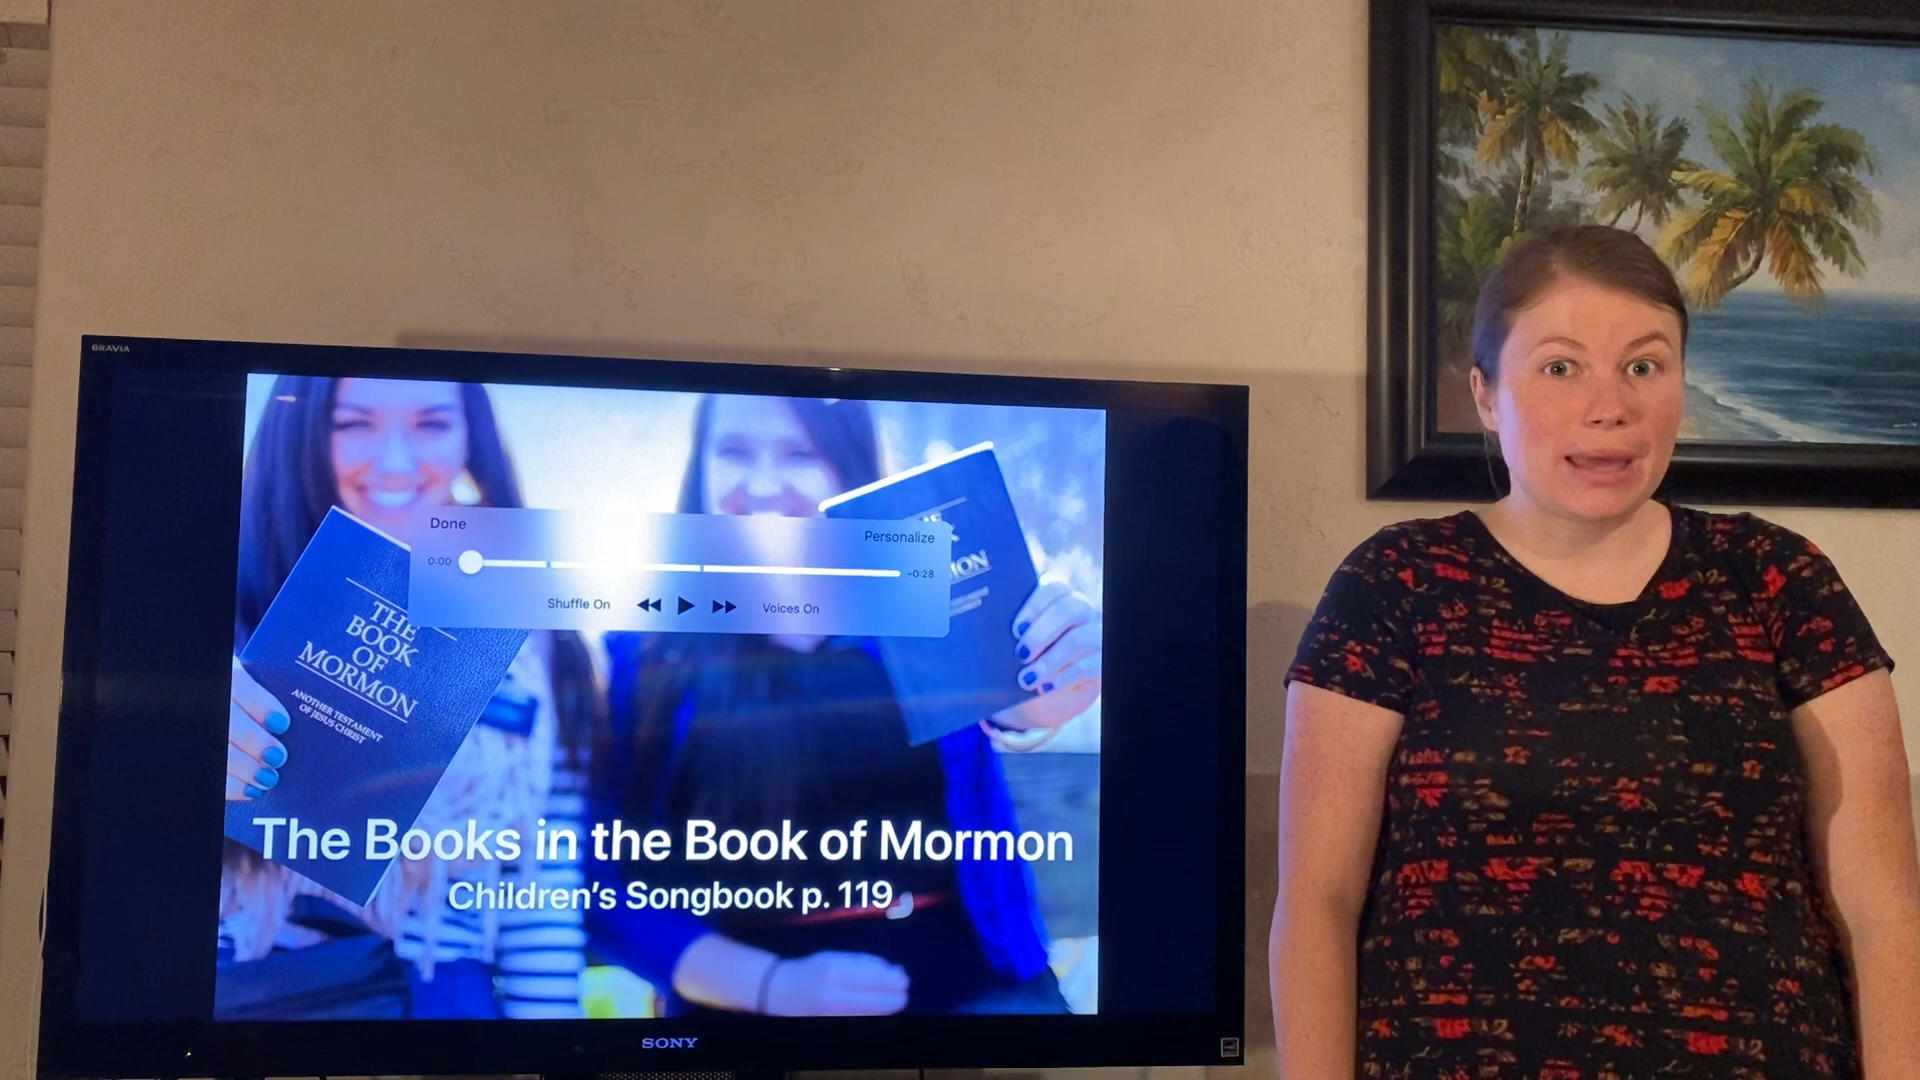 BRAVIA
Done
Personalize
0:00
-0:28
Shuffle On
Voices On
THE
BOOK
OF
MORMON
ANOTHER TESTAMENT
OF JESUS CHRIST
The Books in the Book of Mormon
Children's Songbook p. 119
SONY